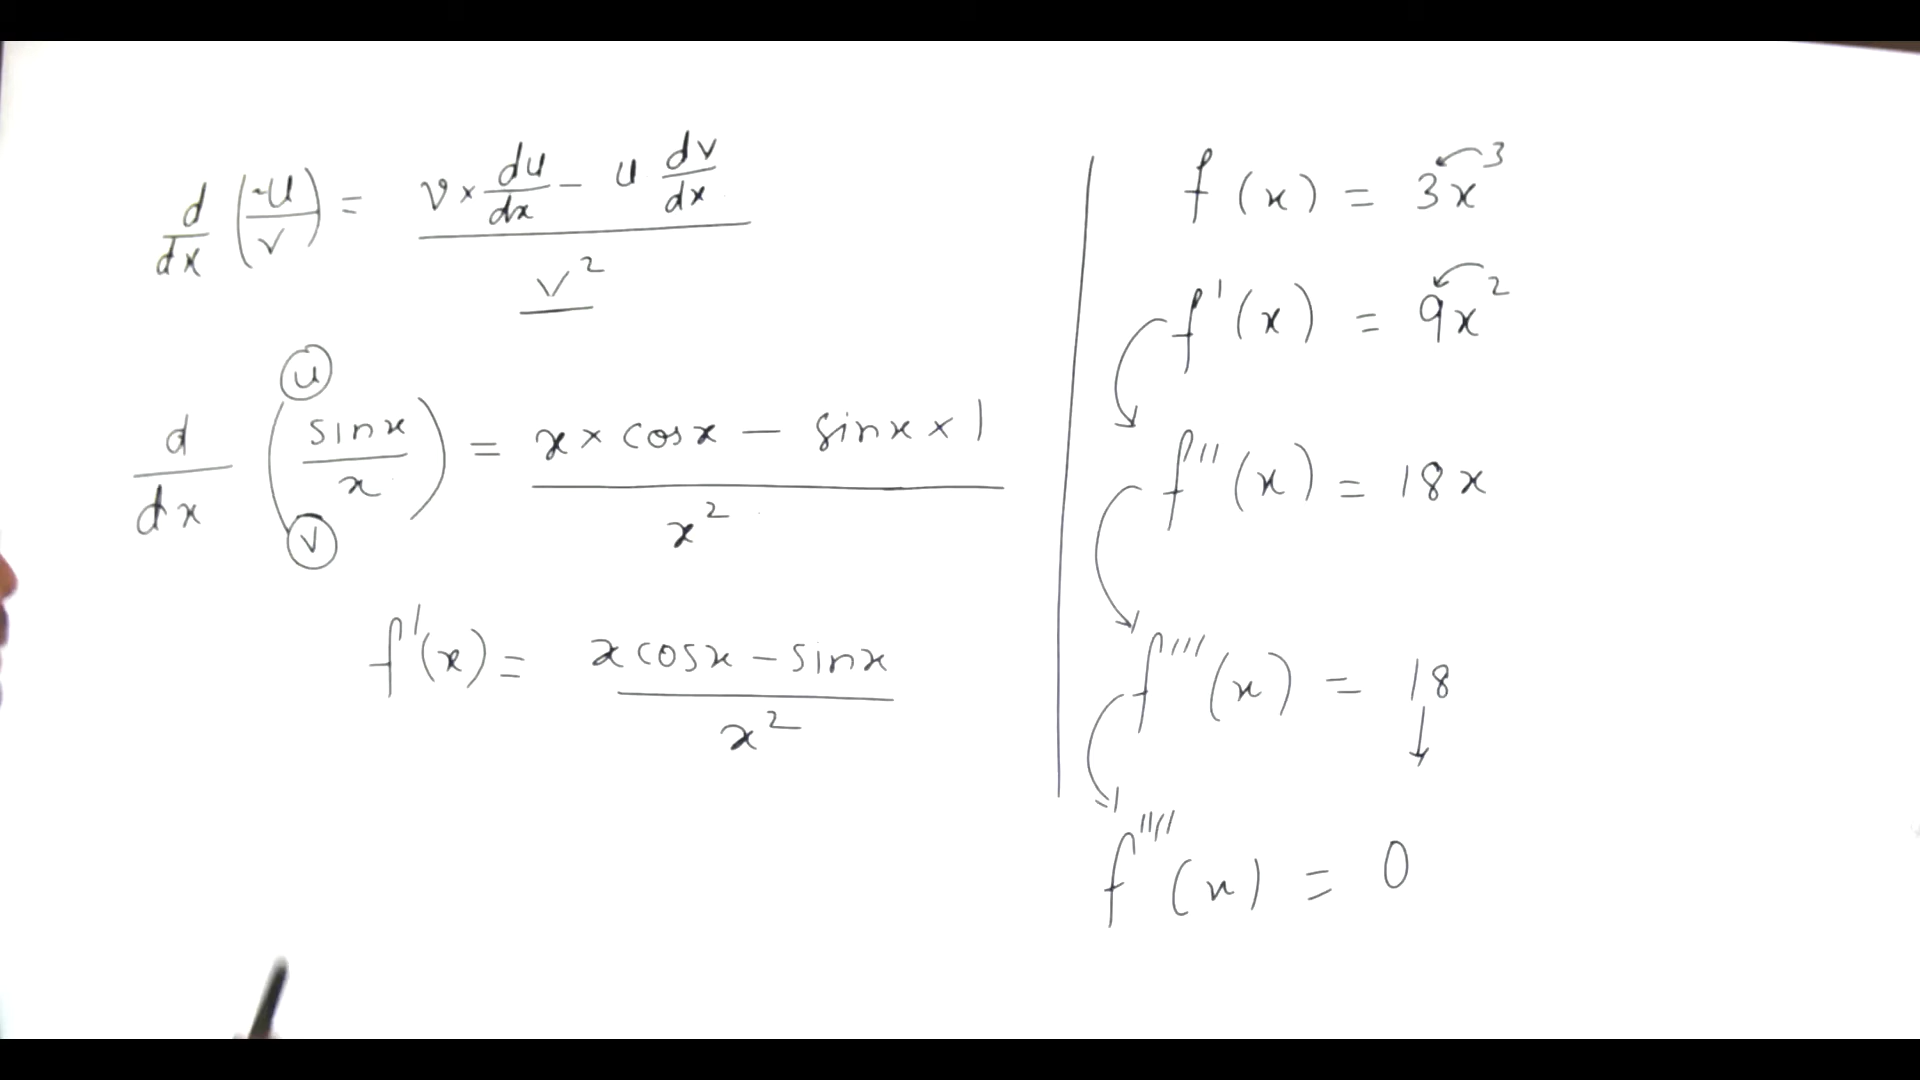 d/dx (u/v) = (v × du/dx − u dv/dx) / v²
u
d/dx (sinx/x) = (x × cosx − sinx × 1) / x²
v
f'(x) = (x cosx − sinx) / x²
f(x) = 3x³
f'(x) = 9x²
f'''(x) = 18x
f''''(x) = 18
f''''(x) = 0